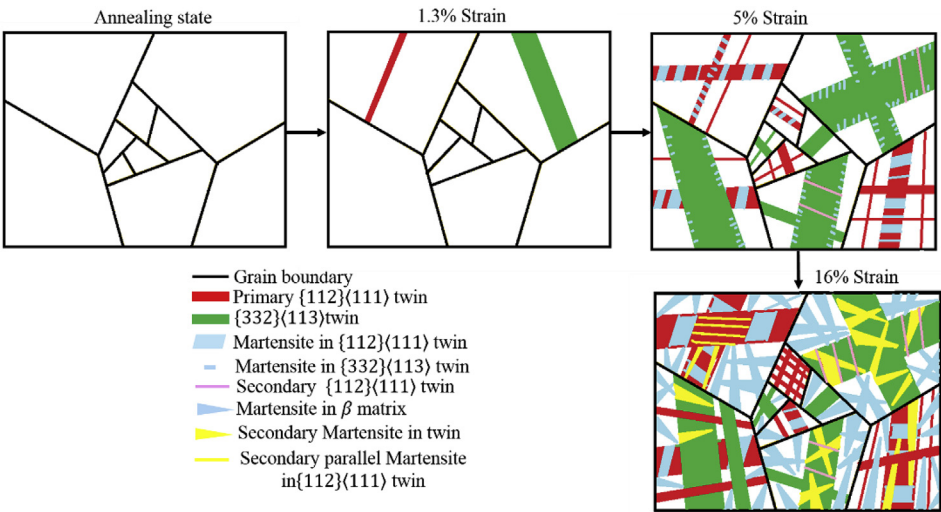 Annealing state
1.3% Strain
5% Strain
16% Strain
Grain boundary
Primary {112}⟨111⟩ twin
{332}⟨113⟩twin
Martensite in {112}⟨111⟩ twin
Martensite in {332}⟨113⟩ twin
Secondary {112}⟨111⟩ twin
Martensite in β matrix
Secondary Martensite in twin
Secondary parallel Martensite
in{112}⟨111⟩ twin